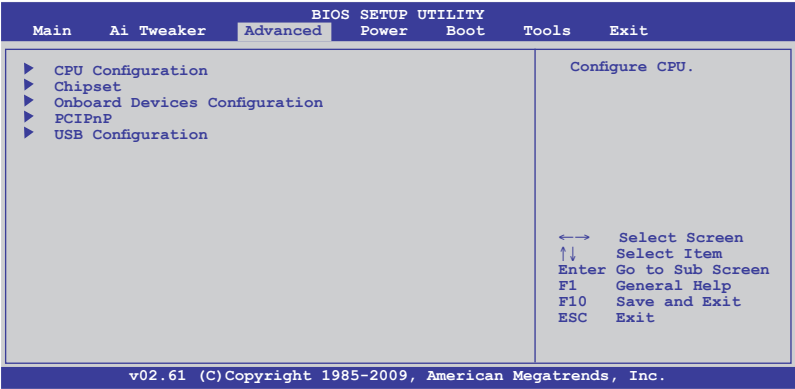 BIOS SETUP UTILITY
Main Ai Tweaker Advanced Power Boot Tools Exit
CPU Configuration
Chipset
Onboard Devices Configuration
PCIPnP
USB Configuration
Configure CPU.
←→ Select Screen
↑↓ Select Item
Enter Go to Sub Screen
F1 General Help
F10 Save and Exit
ESC Exit
v02.61 (C)Copyright 1985-2009, American Megatrends, Inc.